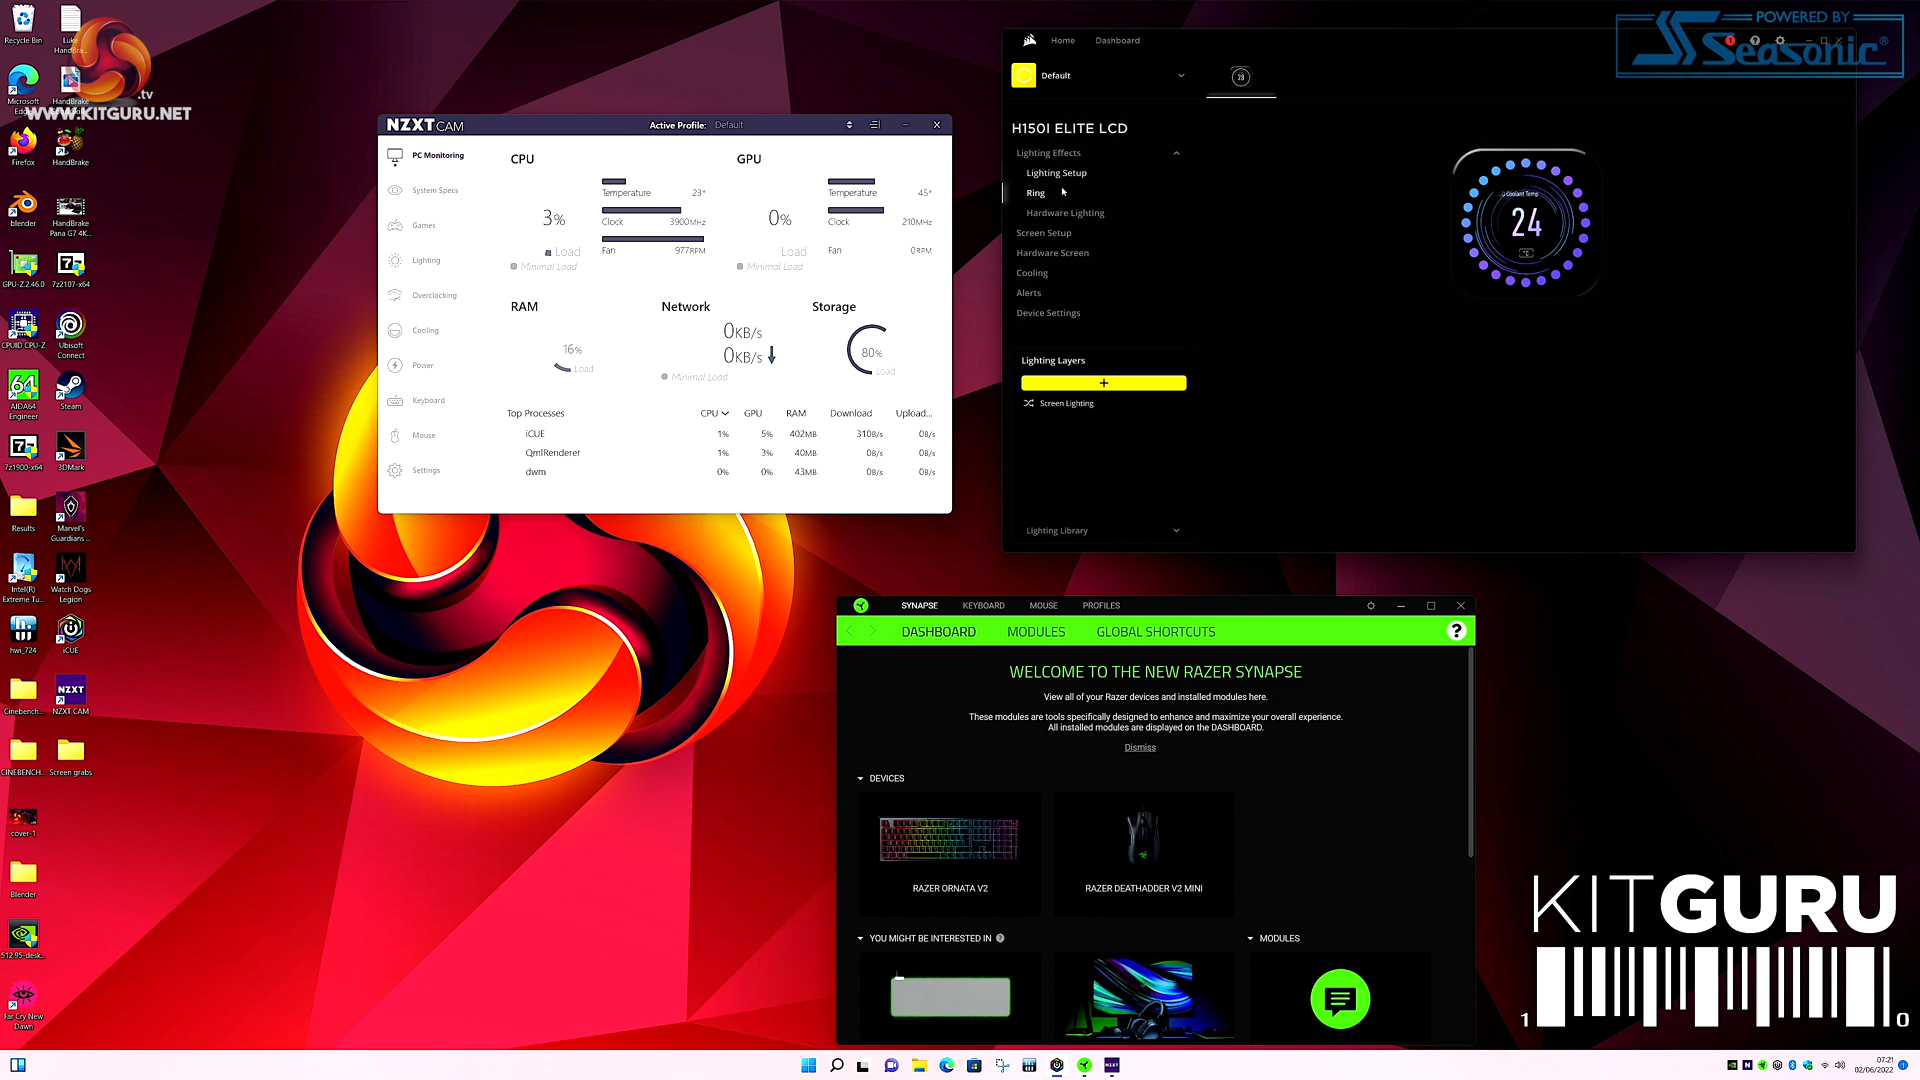 Recycle Bin
Luke HandBra...
Microsoft Edge
HandBrake
.tv
WWW.KITGURU.NET
Firefox
HandBrake
blender
HandBrake Pana G7 4K...
GPU-Z.2.46.0
7z2107-x64
CPUID CPU-Z
Ubisoft Connect
AIDA64 Engineer
Steam
7z1900-x64
3DMark
Results
Marvel's Guardians ...
Intel(R) Extreme Tu...
Watch Dogs Legion
hwi_724
iCUE
Cinebench...
NZXT CAM
CINEBENCH...
Screen grabs
cover-1
Blender
512.95-desk...
Far Cry New Dawn
NZXT CAM
Active Profile: Default
PC Monitoring
System Specs
Games
Lighting
Overclocking
Cooling
Power
Keyboard
Mouse
Settings
CPU
3%
Load
Minimal Load
Temperature 23°
Clock 3900MHz
Fan 977RPM
GPU
0%
Load
Minimal Load
Temperature 45°
Clock 210MHz
Fan 0RPM
RAM
16%
Load
Network
0KB/s
0KB/s
Minimal Load
Storage
80%
Load
Top Processes CPU GPU RAM Download Upload...
iCUE 1% 5% 402MB 310B/s 0B/s
QmlRenderer 1% 3% 40MB 0B/s 0B/s
dwm 0% 0% 43MB 0B/s 0B/s
Home Dashboard
1
POWERED BY
Seasonic®
Default
28
H150I ELITE LCD
Lighting Effects
Lighting Setup
Ring
Hardware Lighting
Screen Setup
Hardware Screen
Cooling
Alerts
Device Settings
Coolant Temp
24
°C
Lighting Layers
+
Screen Lighting
Lighting Library
SYNAPSE KEYBOARD MOUSE PROFILES
DASHBOARD MODULES GLOBAL SHORTCUTS
?
WELCOME TO THE NEW RAZER SYNAPSE
View all of your Razer devices and installed modules here.
These modules are tools specifically designed to enhance and maximize your overall experience.
All installed modules are displayed on the DASHBOARD.
Dismiss
DEVICES
RAZER ORNATA V2
RAZER DEATHADDER V2 MINI
YOU MIGHT BE INTERESTED IN ?
MODULES
KITGURU
1 0
07:21
02/06/2022